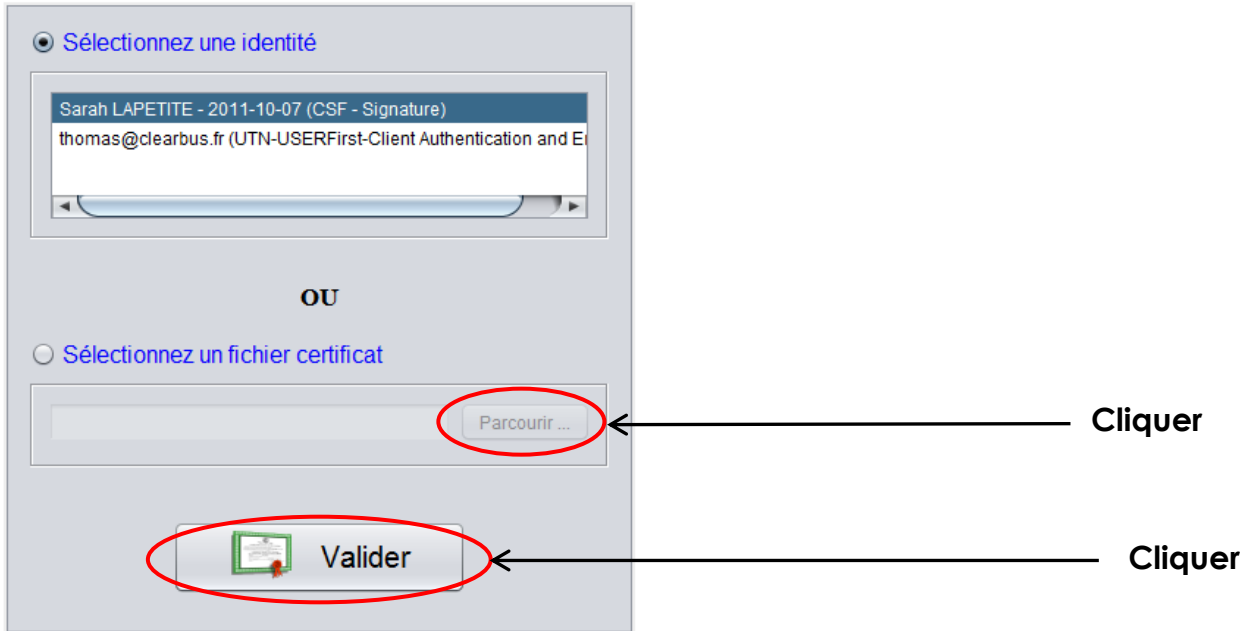 Sélectionnez une identité
Sarah LAPETITE - 2011-10-07 (CSF - Signature)
thomas@clearbus.fr (UTN-USERFirst-Client Authentication and
OU
Sélectionnez un fichier certificat
Parcourir ...
Cliquer
Valider
Cliquer